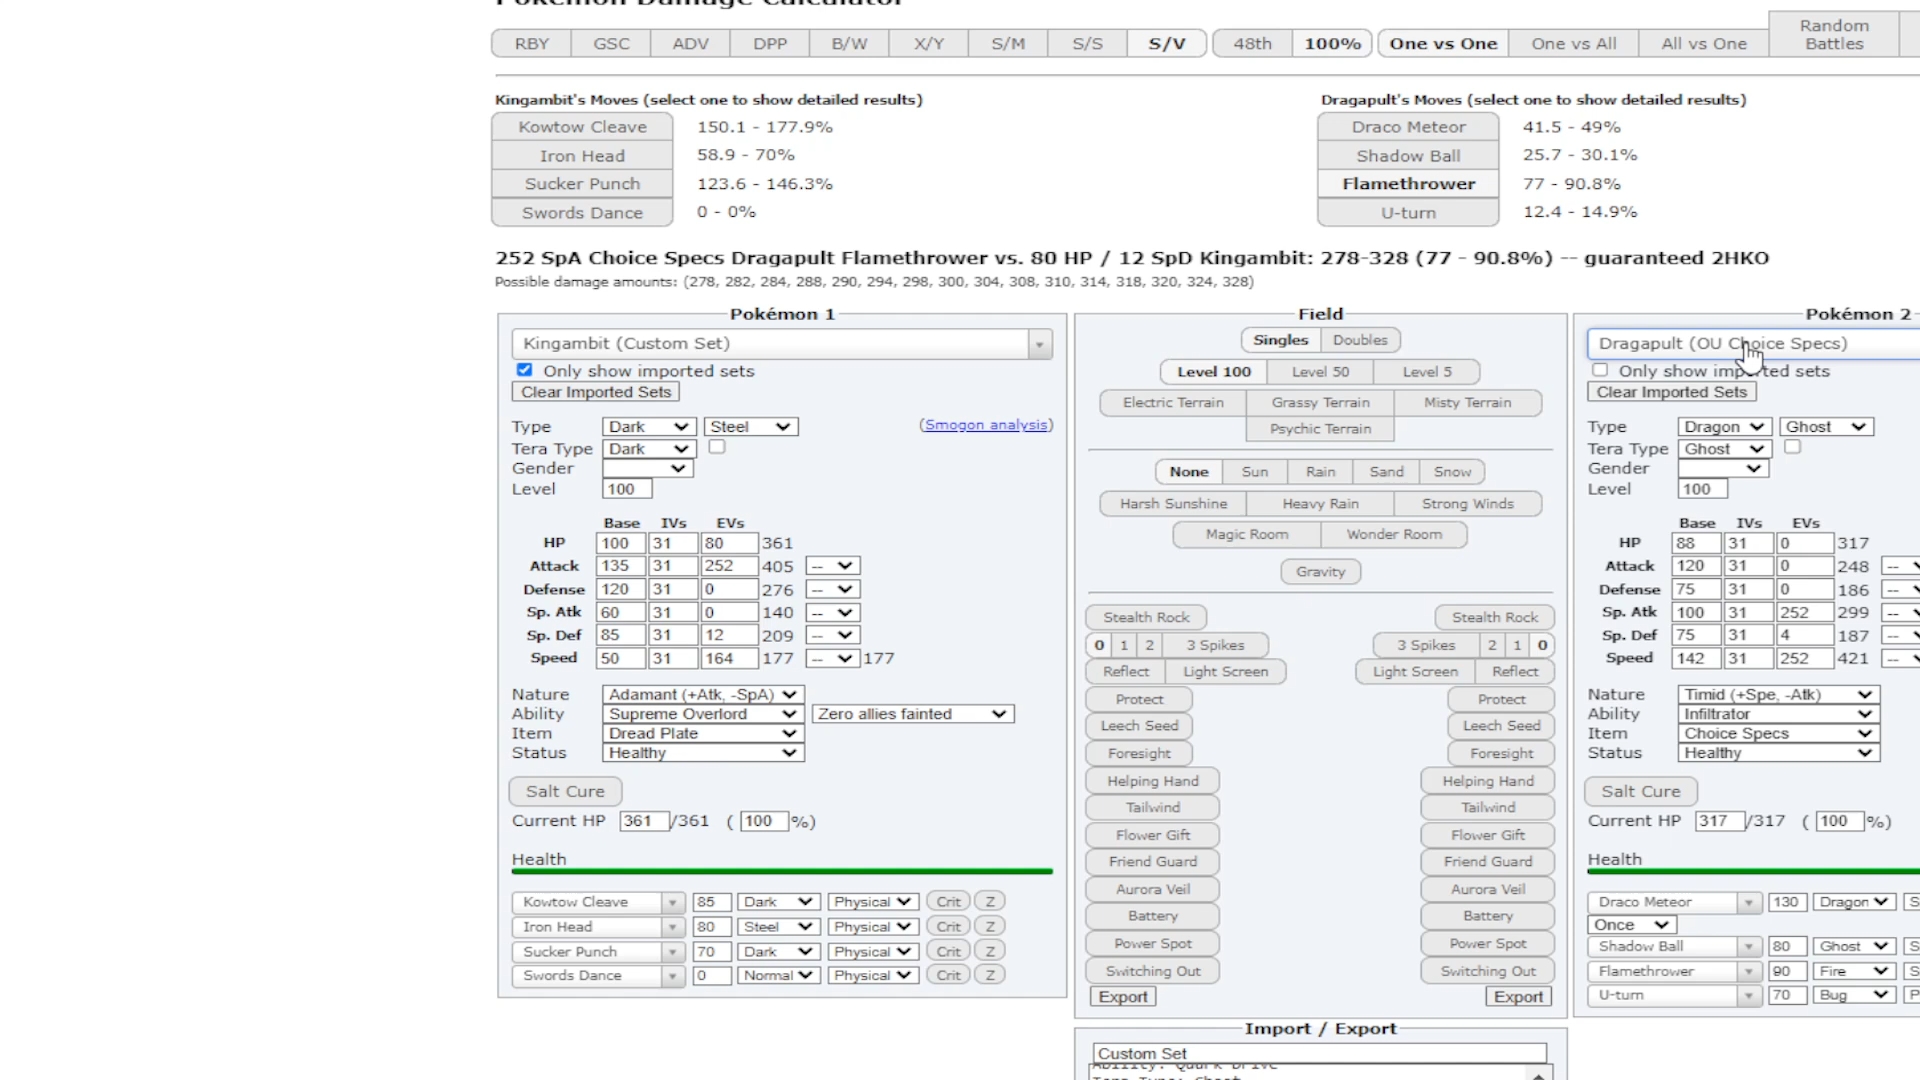 Pokémon Damage Calculator
RBY GSC ADV DPP B/W X/Y S/M S/S S/V 48th 100% One vs One One vs All All vs One Random Battles
Kingambit's Moves (select one to show detailed results)
Kowtow Cleave 150.1 - 177.9%
Iron Head 58.9 - 70%
Sucker Punch 123.6 - 146.3%
Swords Dance 0 - 0%
Dragapult's Moves (select one to show detailed results)
Draco Meteor 41.5 - 49%
Shadow Ball 25.7 - 30.1%
Flamethrower 77 - 90.8%
U-turn 12.4 - 14.9%
252 SpA Choice Specs Dragapult Flamethrower vs. 80 HP / 12 SpD Kingambit: 278-328 (77 - 90.8%) -- guaranteed 2HKO
Possible damage amounts: (278, 282, 284, 288, 290, 294, 298, 300, 304, 308, 310, 314, 318, 320, 324, 328)
Pokémon 1
Kingambit (Custom Set)
Only show imported sets
Clear Imported Sets
Type Dark Steel (Smogon analysis)
Tera Type Dark
Gender
Level 100
Base IVs EVs
HP 100 31 80 361
Attack 135 31 252 405 --
Defense 120 31 0 276 --
Sp. Atk 60 31 0 140 --
Sp. Def 85 31 12 209 --
Speed 50 31 164 177 -- 177
Nature Adamant (+Atk, -SpA)
Ability Supreme Overlord Zero allies fainted
Item Dread Plate
Status Healthy
Salt Cure
Current HP 361 /361 ( 100 %)
Health
Kowtow Cleave 85 Dark Physical Crit Z
Iron Head 80 Steel Physical Crit Z
Sucker Punch 70 Dark Physical Crit Z
Swords Dance 0 Normal Physical Crit Z
Field
Singles Doubles
Level 100 Level 50 Level 5
Electric Terrain Grassy Terrain Misty Terrain
Psychic Terrain
None Sun Rain Sand Snow
Harsh Sunshine Heavy Rain Strong Winds
Magic Room Wonder Room
Gravity
Stealth Rock Stealth Rock
0 1 2 3 Spikes 3 Spikes 2 1 0
Reflect Light Screen Light Screen Reflect
Protect Protect
Leech Seed Leech Seed
Foresight Foresight
Helping Hand Helping Hand
Tailwind Tailwind
Flower Gift Flower Gift
Friend Guard Friend Guard
Aurora Veil Aurora Veil
Battery Battery
Power Spot Power Spot
Switching Out Switching Out
Export Export
Import / Export
Custom Set
Ability: Quark Drive
Tera Type: Ghost
Pokémon 2
Dragapult (OU Choice Specs)
Only show imported sets
Clear Imported Sets
Type Dragon Ghost
Tera Type Ghost
Gender
Level 100
Base IVs EVs
HP 88 31 0 317
Attack 120 31 0 248 --
Defense 75 31 0 186 --
Sp. Atk 100 31 252 299 --
Sp. Def 75 31 4 187 --
Speed 142 31 252 421 --
Nature Timid (+Spe, -Atk)
Ability Infiltrator
Item Choice Specs
Status Healthy
Salt Cure
Current HP 317 /317 ( 100 %)
Health
Draco Meteor 130 Dragon S
Once
Shadow Ball 80 Ghost S
Flamethrower 90 Fire S
U-turn 70 Bug P